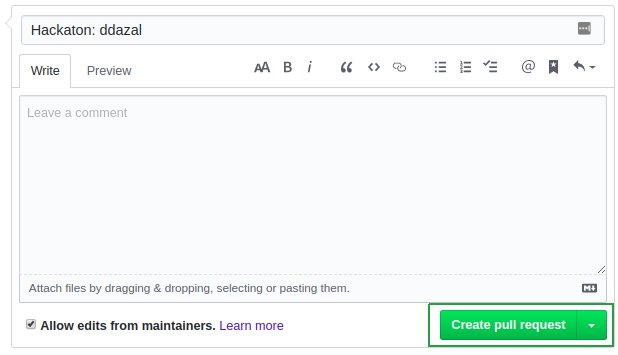 Hackaton: ddazal
Write Preview AA B i @
Leave a comment
Attach files by dragging & dropping, selecting or pasting them.
Allow edits from maintainers. Learn more Create pull request